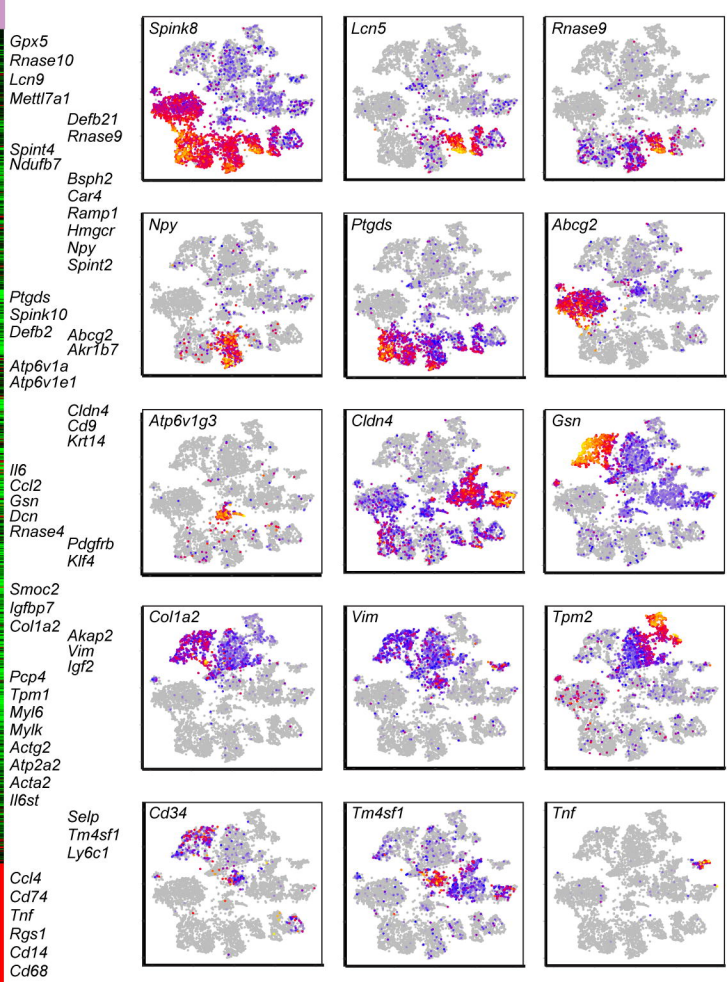 Gpx5
Rnase10
Lcn9
Mettl7a1
Defb21
Rnase9
Spint4
Ndufb7
Bsph2
Car4
Ramp1
Hmgcr
Npy
Spint2
Ptgds
Spink10
Defb2
Abcg2
Akr1b7
Atp6v1a
Atp6v1e1
Cldn4
Cd9
Krt14
Il6
Ccl2
Gsn
Dcn
Rnase4
Pdgfrb
Klf4
Smoc2
Igfbp7
Col1a2
Akap2
Vim
Igf2
Pcp4
Tpm1
Myl6
Mylk
Actg2
Atp2a2
Acta2
Il6st
Selp
Tm4sf1
Ly6c1
Ccl4
Cd74
Tnf
Rgs1
Cd14
Cd68
Spink8
Lcn5
Rnase9
Npy
Ptgds
Abcg2
Atp6v1g3
Cldn4
Gsn
Col1a2
Vim
Tpm2
Cd34
Tm4sf1
Tnf